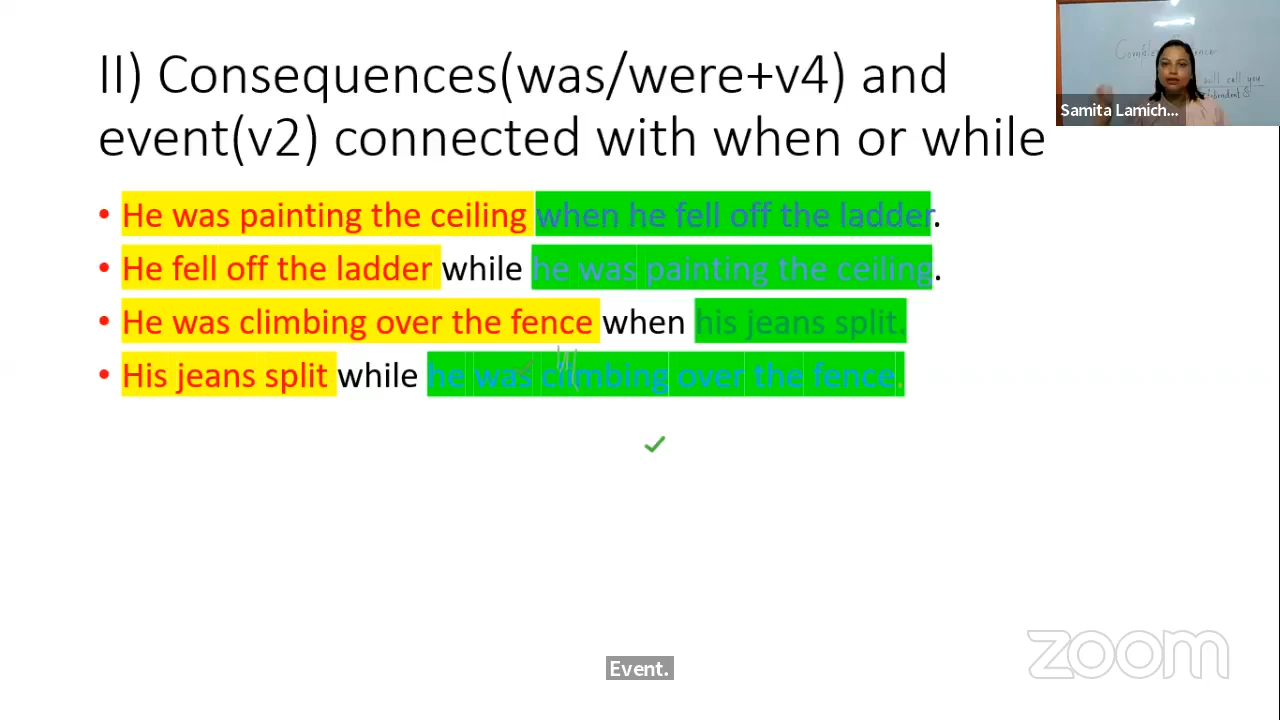 II) Consequences(was/were+v4) and
event(v2) connected with when or while
• He was painting the ceiling when he fell off the ladder.
• He fell off the ladder while he was painting the ceiling.
• He was climbing over the fence when his jeans split.
• His jeans split while he was climbing over the fence.
will call you
Samita Lamich...
Event.
zoom